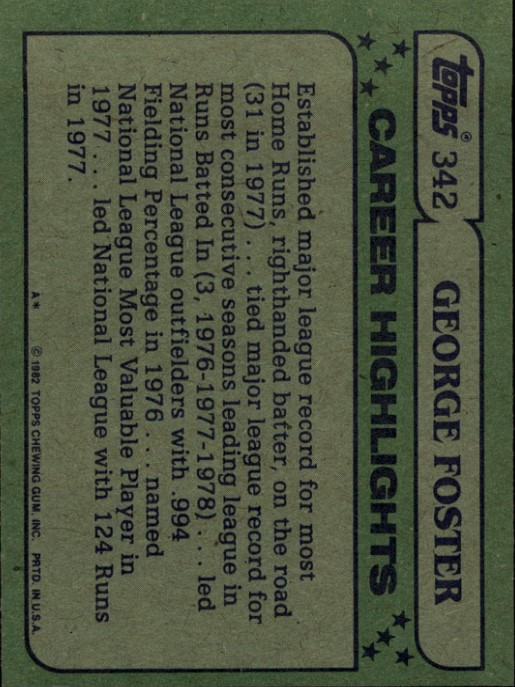 topps® 342 GEORGE FOSTER
CAREER HIGHLIGHTS
Established major league record for most
Home Runs, righthanded batter, on the road
(31 in 1977) . . . tied major league record for
most consecutive seasons leading league in
Runs Batted In (3, 1976-1977-1978) . . . led
National League outfielders with .994
Fielding Percentage in 1976 . . . named
National League Most Valuable Player in
1977 . . . led National League with 124 Runs
in 1977.
A* © 1982 TOPPS CHEWING GUM, INC. PRTD. IN U.S.A.